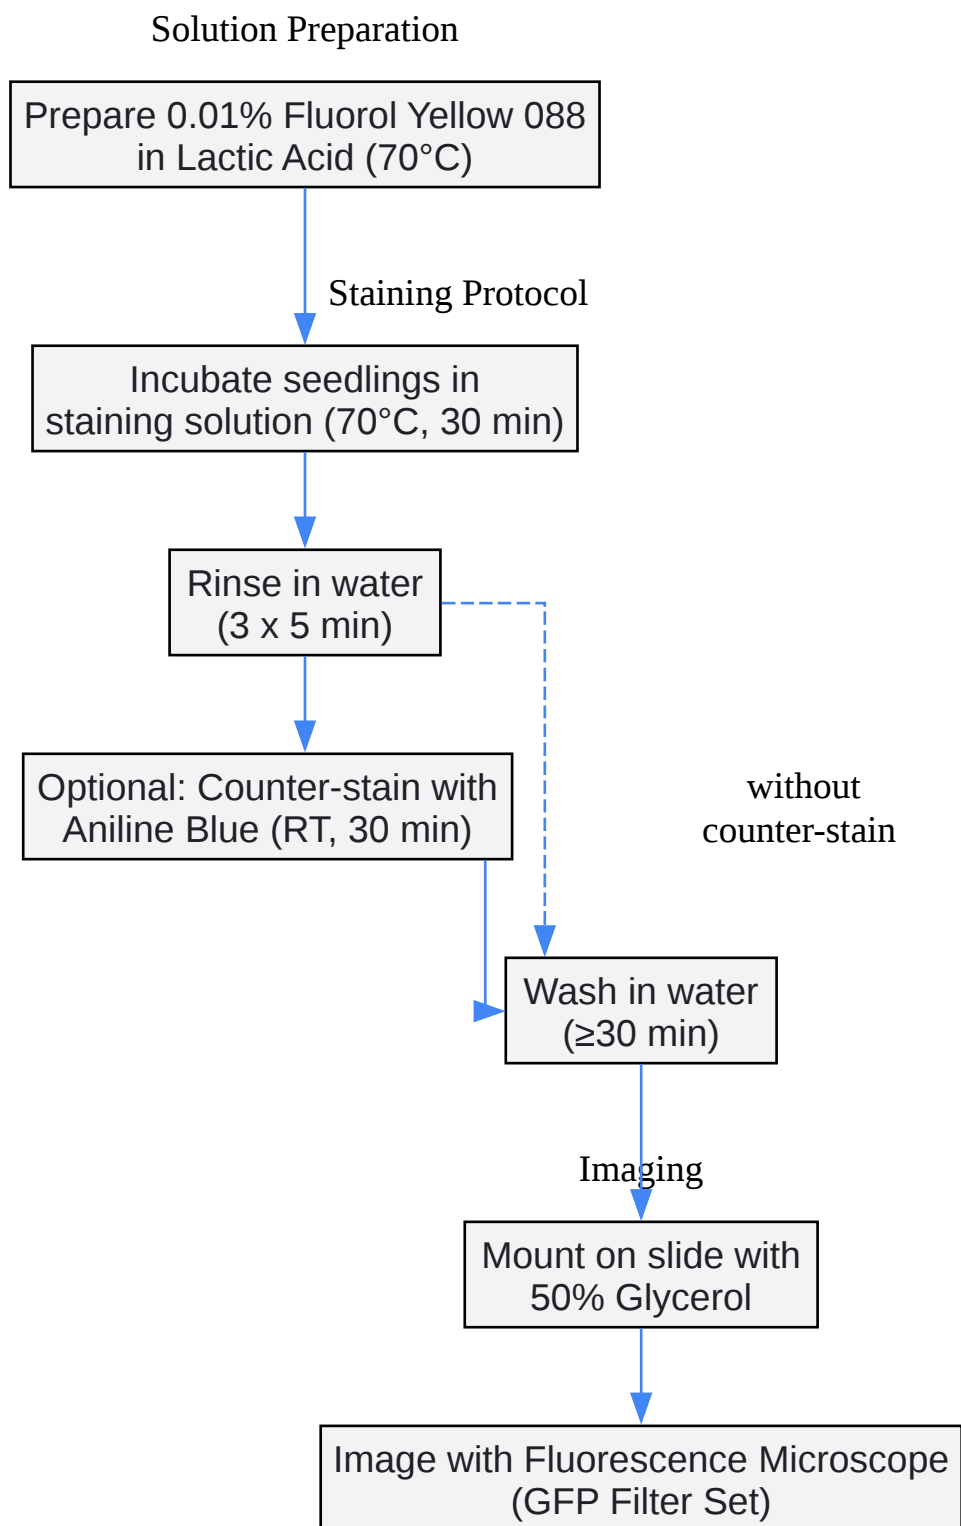 Solution Preparation
Prepare 0.01% Fluorol Yellow 088
in Lactic Acid (70°C)
Staining Protocol
Incubate seedlings in
staining solution (70°C, 30 min)
Rinse in water
(3 x 5 min)
Optional: Counter-stain with
Aniline Blue (RT, 30 min)
without
counter-stain
Wash in water
(≥30 min)
Imaging
Mount on slide with
50% Glycerol
Image with Fluorescence Microscope
(GFP Filter Set)